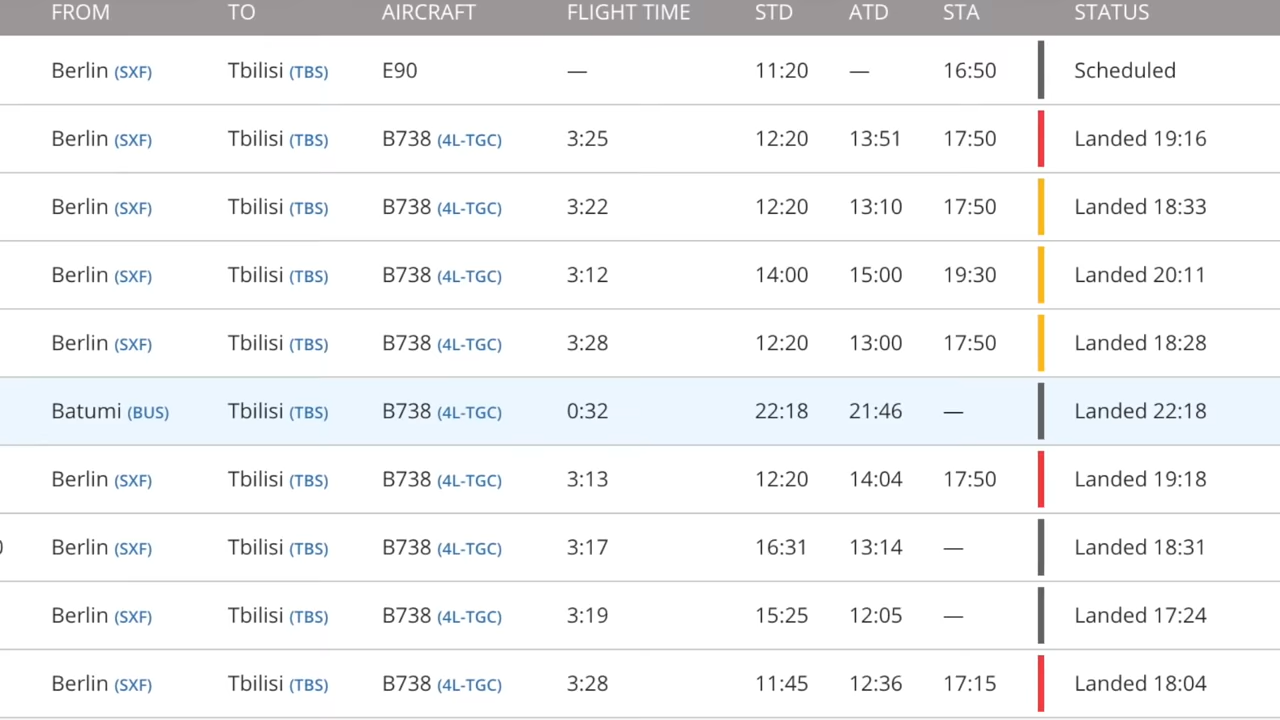 FROM TO AIRCRAFT FLIGHT TIME STD ATD STA STATUS
Berlin (SXF) Tbilisi (TBS) E90 — 11:20 — 16:50 Scheduled
Berlin (SXF) Tbilisi (TBS) B738 (4L-TGC) 3:25 12:20 13:51 17:50 Landed 19:16
Berlin (SXF) Tbilisi (TBS) B738 (4L-TGC) 3:22 12:20 13:10 17:50 Landed 18:33
Berlin (SXF) Tbilisi (TBS) B738 (4L-TGC) 3:12 14:00 15:00 19:30 Landed 20:11
Berlin (SXF) Tbilisi (TBS) B738 (4L-TGC) 3:28 12:20 13:00 17:50 Landed 18:28
Batumi (BUS) Tbilisi (TBS) B738 (4L-TGC) 0:32 22:18 21:46 — Landed 22:18
Berlin (SXF) Tbilisi (TBS) B738 (4L-TGC) 3:13 12:20 14:04 17:50 Landed 19:18
Berlin (SXF) Tbilisi (TBS) B738 (4L-TGC) 3:17 16:31 13:14 — Landed 18:31
Berlin (SXF) Tbilisi (TBS) B738 (4L-TGC) 3:19 15:25 12:05 — Landed 17:24
Berlin (SXF) Tbilisi (TBS) B738 (4L-TGC) 3:28 11:45 12:36 17:15 Landed 18:04